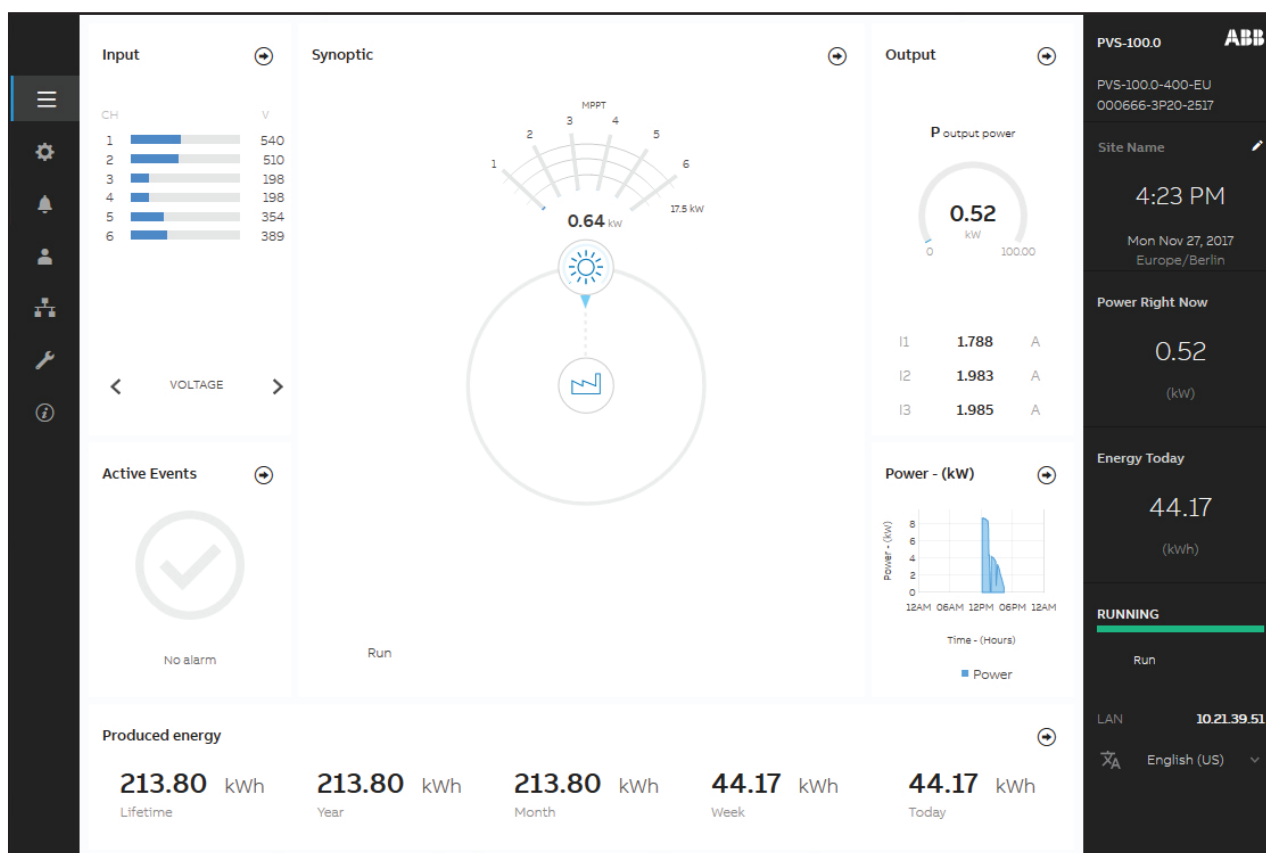 Input
CH V
1 540
2 510
3 198
4 198
5 354
6 389
VOLTAGE
Synoptic
MPPT
1 2 3 4 5 6
17.5 kW
0.64 kW
Run
Output
P output power
0.52
kW
0 100.00
I1 1.788 A
I2 1.983 A
I3 1.985 A
Active Events
No alarm
Power - (kW)
Power - (kW)
8
6
4
2
0
12AM 06AM 12PM 06PM 12AM
Time - (Hours)
Power
Produced energy
213.80 kWh 213.80 kWh 213.80 kWh 44.17 kWh 44.17 kWh
Lifetime Year Month Week Today
PVS-100.0 ABB
PVS-100.0-400-EU
000666-3P20-2517
Site Name
4:23 PM
Mon Nov 27, 2017
Europe/Berlin
Power Right Now
0.52
(kW)
Energy Today
44.17
(kWh)
RUNNING
Run
LAN 10.21.39.51
English (US)